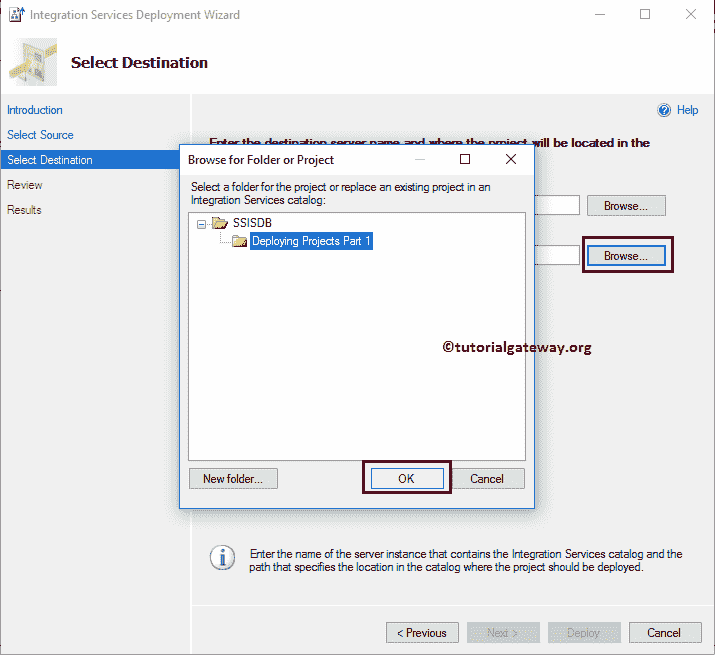 Integration Services Deployment Wizard
Select Destination
Introduction
Select Source
Select Destination
Review
Results
Help
Enter the destination server name and where the project will be located in the
Browse...
Browse...
Browse for Folder or Project
Select a folder for the project or replace an existing project in an
Integration Services catalog:
SSISDB
Deploying Projects Part 1
©tutorialgateway.org
New folder...
OK
Cancel
Enter the name of the server instance that contains the Integration Services catalog and the
path that specifies the location in the catalog where the project should be deployed.
< Previous
Next >
Deploy
Cancel